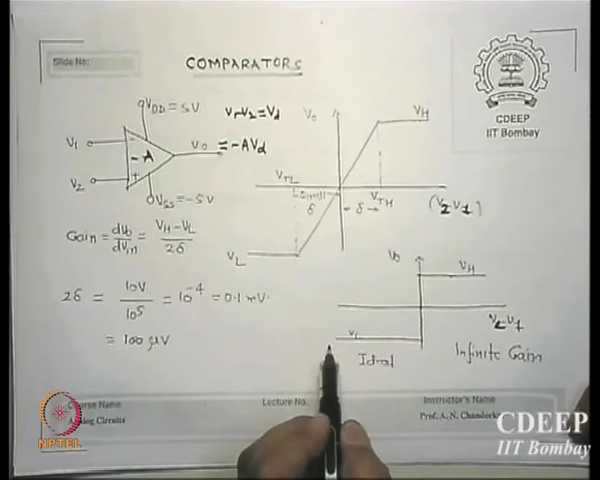 Slide No:
COMPARATORS
CDEEP
IIT Bombay
VDD = 5V
V1-V2=Vd
V1
V2
- A
-
+
V0 = -AVd
VSS = -5V
V0
VH
VTL
VTH
δ
δ
(V2-V1)
VL
Gain = dV0/dVin = VH - VL / 2δ
2δ = 10V/10^5 = 10^-4 = 0.1 mV.
= 100 μV
V0
VH
V2-V1
VL
Ideal
Infinite Gain
Course Name
Analog Circuits
Lecture No.
Instructor's Name
Prof. A. N. Chandorkar
NPTEL
CDEEP
IIT Bombay